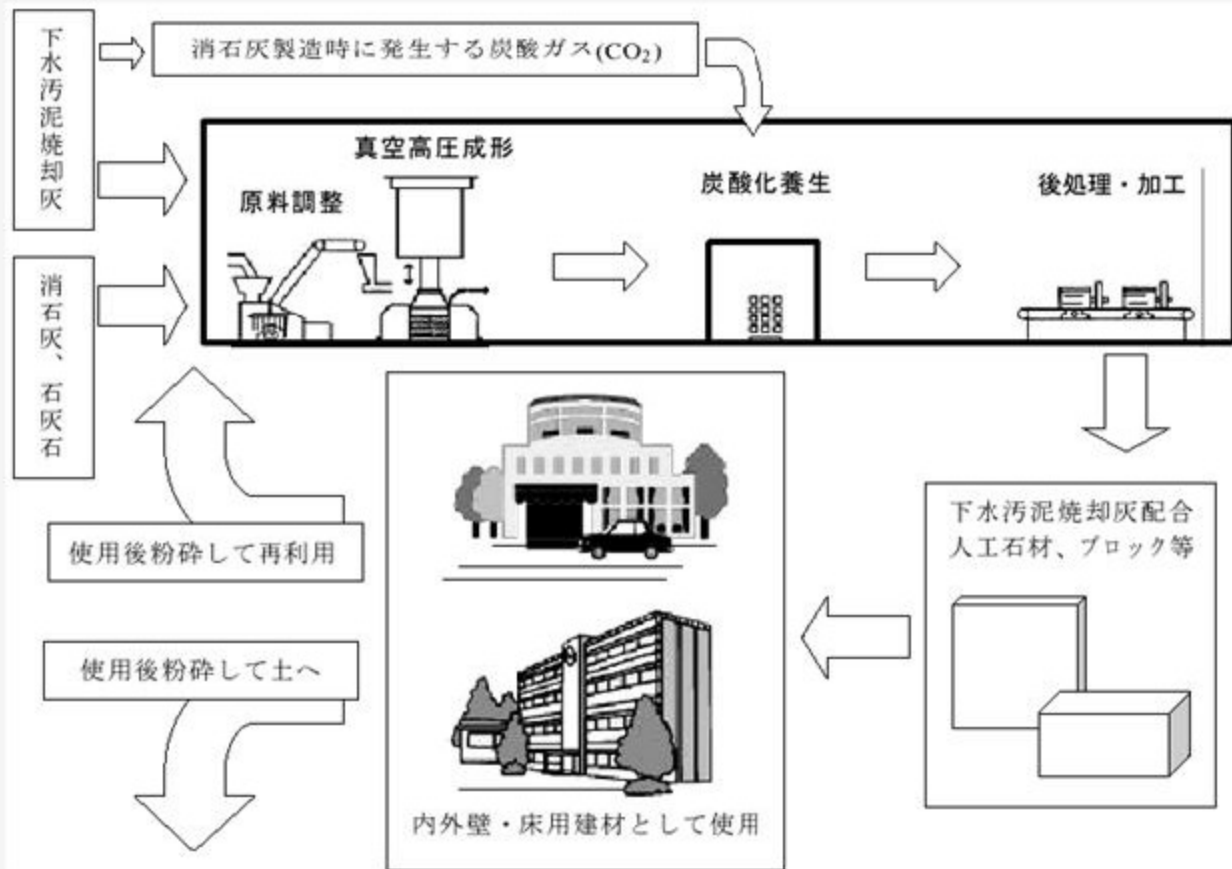 下水汚泥焼却灰
消石灰製造時に発生する炭酸ガス(CO₂)
真空高圧成形
原料調整
炭酸化養生
後処理・加工
消石灰、石灰石
使用後粉砕して再利用
使用後粉砕して土へ
下水汚泥焼却灰配合
人工石材、ブロック等
内外壁・床用建材として使用